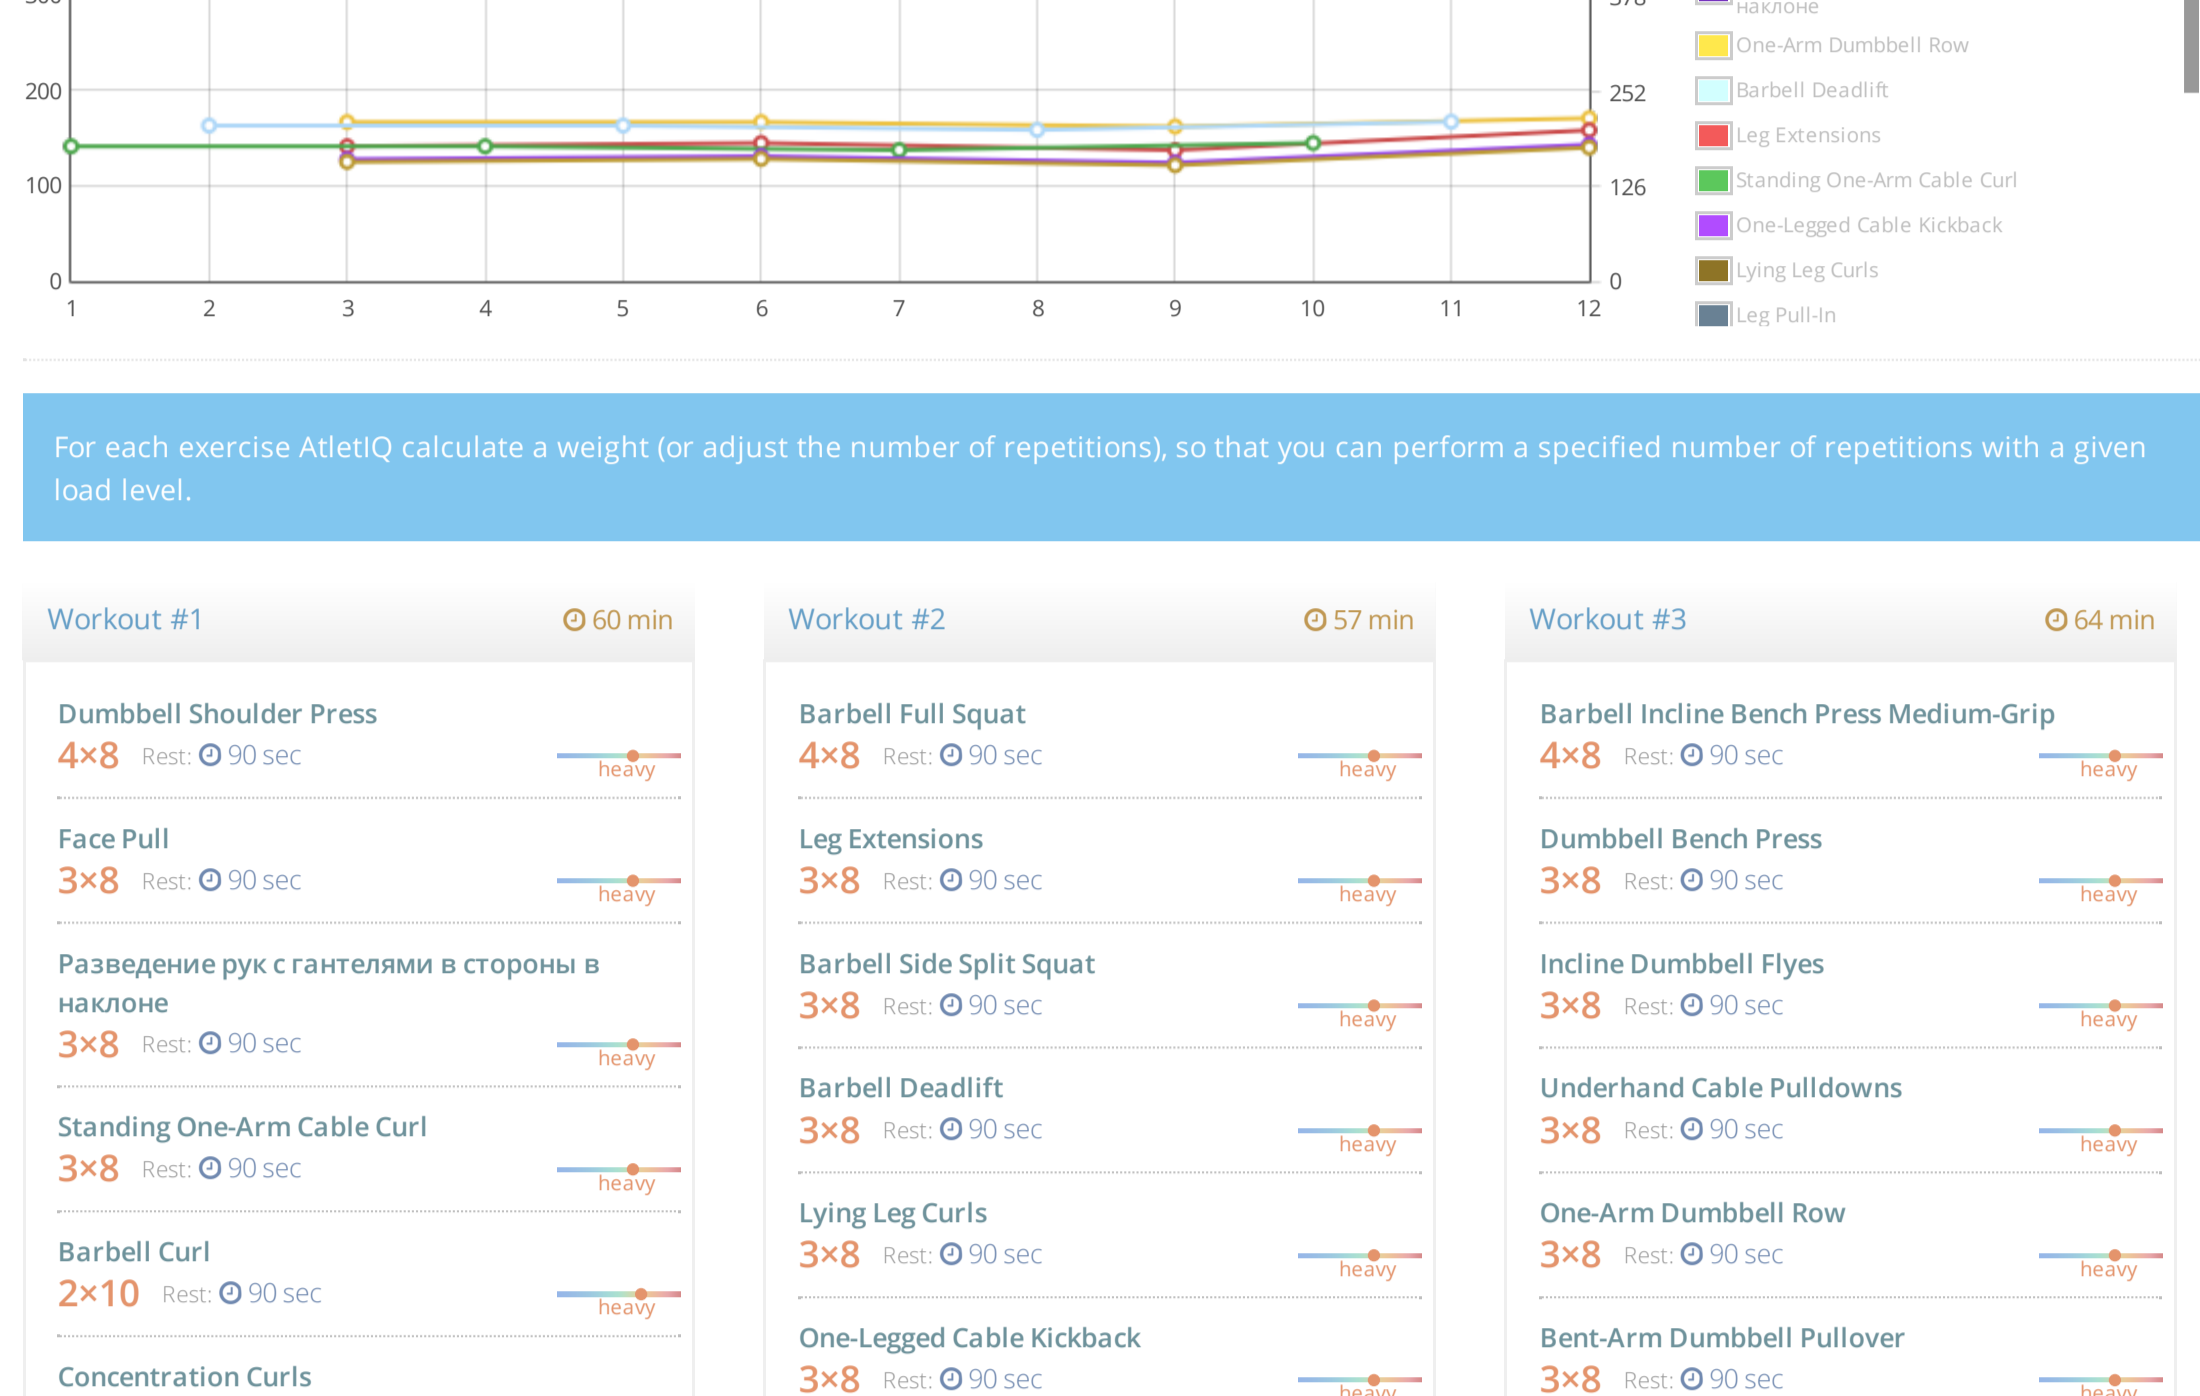 300
378
наклоне
One-Arm Dumbbell Row
200
252
Barbell Deadlift
Leg Extensions
100
126
Standing One-Arm Cable Curl
One-Legged Cable Kickback
0
0
Lying Leg Curls
1 2 3 4 5 6 7 8 9 10 11 12
Leg Pull-In
For each exercise AtletIQ calculate a weight (or adjust the number of repetitions), so that you can perform a specified number of repetitions with a given
load level.
Workout #1
60 min
Dumbbell Shoulder Press
4×8 Rest: 90 sec
heavy
Face Pull
3×8 Rest: 90 sec
heavy
Разведение рук с гантелями в стороны в
наклоне
3×8 Rest: 90 sec
heavy
Standing One-Arm Cable Curl
3×8 Rest: 90 sec
heavy
Barbell Curl
2×10 Rest: 90 sec
heavy
Concentration Curls
Workout #2
57 min
Barbell Full Squat
4×8 Rest: 90 sec
heavy
Leg Extensions
3×8 Rest: 90 sec
heavy
Barbell Side Split Squat
3×8 Rest: 90 sec
heavy
Barbell Deadlift
3×8 Rest: 90 sec
heavy
Lying Leg Curls
3×8 Rest: 90 sec
heavy
One-Legged Cable Kickback
3×8 Rest: 90 sec
heavy
Workout #3
64 min
Barbell Incline Bench Press Medium-Grip
4×8 Rest: 90 sec
heavy
Dumbbell Bench Press
3×8 Rest: 90 sec
heavy
Incline Dumbbell Flyes
3×8 Rest: 90 sec
heavy
Underhand Cable Pulldowns
3×8 Rest: 90 sec
heavy
One-Arm Dumbbell Row
3×8 Rest: 90 sec
heavy
Bent-Arm Dumbbell Pullover
3×8 Rest: 90 sec
heavy